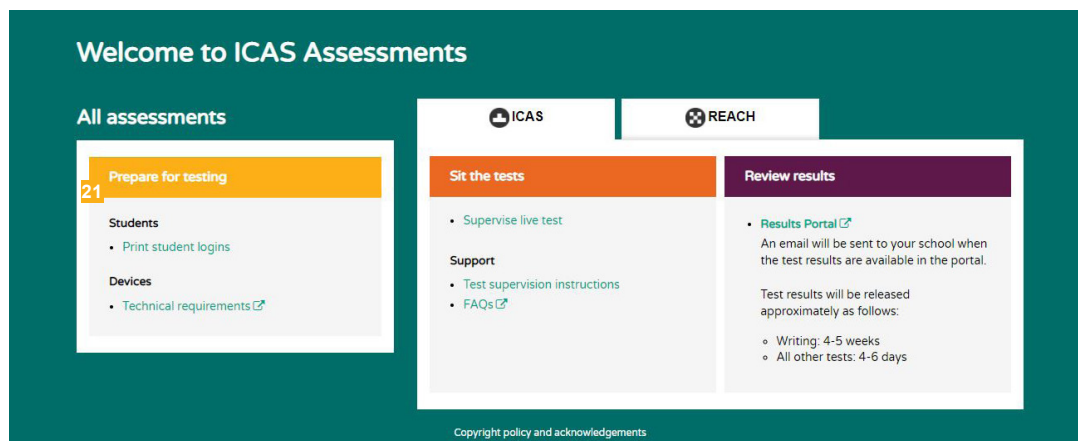 Welcome to ICAS Assessments
All assessments
ICAS
REACH
21
Prepare for testing
Students
• Print student logins
Devices
• Technical requirements
Sit the tests
• Supervise live test
Support
• Test supervision instructions
• FAQs
Review results
• Results Portal
An email will be sent to your school when
the test results are available in the portal.
Test results will be released
approximately as follows:
◦ Writing: 4-5 weeks
◦ All other tests: 4-6 days
Copyright policy and acknowledgements